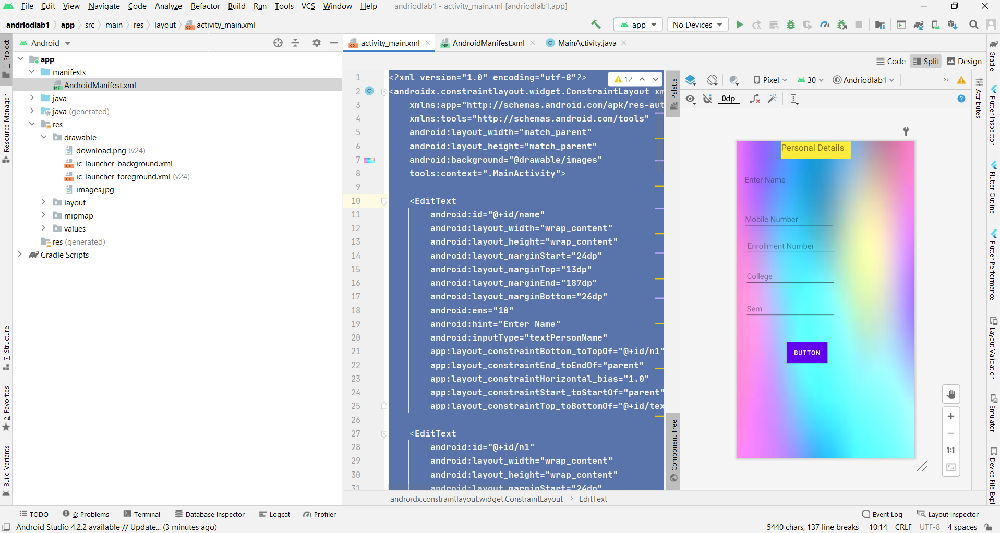 File Edit View Navigate Code Analyze Refactor Build Run Tools VCS Window Help andriodlab1 - activity_main.xml [andriodlab1.app]
andriodlab1 app src main res layout activity_main.xml
app No Devices
Android
activity_main.xml AndroidManifest.xml MainActivity.java
Code Split Design
1: Project
Resource Manager
7: Structure
2: Favorites
Build Variants
app
manifests
AndroidManifest.xml
java
java (generated)
res
drawable
download.png (v24)
ic_launcher_background.xml
ic_launcher_foreground.xml (v24)
images.jpg
layout
mipmap
values
res (generated)
Gradle Scripts
12
1 <?xml version="1.0" encoding="utf-8"?>
2 <androidx.constraintlayout.widget.ConstraintLayout xm
3 xmlns:app="http://schemas.android.com/apk/res-aut
4 xmlns:tools="http://schemas.android.com/tools"
5 android:layout_width="match_parent"
6 android:layout_height="match_parent"
7 android:background="@drawable/images"
8 tools:context=".MainActivity">
9
10 <EditText
11 android:id="@+id/name"
12 android:layout_width="wrap_content"
13 android:layout_height="wrap_content"
14 android:layout_marginStart="24dp"
15 android:layout_marginTop="13dp"
16 android:layout_marginEnd="187dp"
17 android:layout_marginBottom="26dp"
18 android:ems="10"
19 android:hint="Enter Name"
20 android:inputType="textPersonName"
21 app:layout_constraintBottom_toTopOf="@+id/n1"
22 app:layout_constraintEnd_toEndOf="parent"
23 app:layout_constraintHorizontal_bias="1.0"
24 app:layout_constraintStart_toStartOf="parent"
25 app:layout_constraintTop_toBottomOf="@+id/tex
26
27 <EditText
28 android:id="@+id/n1"
29 android:layout_width="wrap_content"
30 android:layout_height="wrap_content"
31 android:layout_marginStart="24dp"
androidx.constraintlayout.widget.ConstraintLayout EditText
Palette
Component Tree
Pixel 30 Andriodlab1
0dp
Personal Details
Enter Name
Mobile Number
Enrollment Number
College
Sem
BUTTON
1:1
Attributes
Gradle
Flutter Inspector
Flutter Outline
Flutter Performance
Layout Validation
Emulator
Device File Expl
TODO 6: Problems Terminal Database Inspector Logcat Profiler Event Log Layout Inspector
Android Studio 4.2.2 available // Update... (3 minutes ago) 5440 chars, 137 line breaks 10:14 CRLF UTF-8 4 spaces